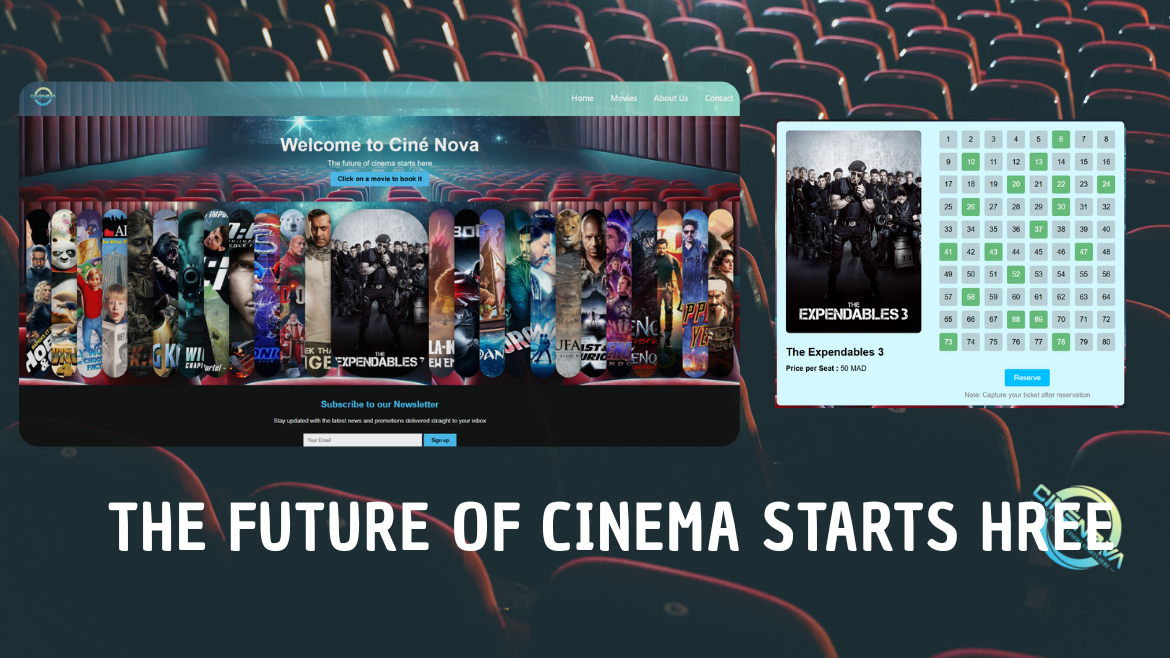 Home Movies About Us Contact
Welcome to Ciné Nova
The future of cinema starts here
Click on a movie to book it
THE
EXPENDABLES 3
Subscribe to our Newsletter
Stay updated with the latest news and promotions delivered straight to your inbox
Your Email Sign up
1 2 3 4 5 6 7 8
9 10 11 12 13 14 15 16
17 18 19 20 21 22 23 24
25 26 27 28 29 30 31 32
33 34 35 36 37 38 39 40
41 42 43 44 45 46 47 48
49 50 51 52 53 54 55 56
57 58 59 60 61 62 63 64
65 66 67 68 69 70 71 72
73 74 75 76 77 78 79 80
THE
EXPENDABLES 3
The Expendables 3
Price per Seat : 50 MAD
Reserve
Note: Capture your ticket after reservation
THE FUTURE OF CINEMA STARTS HREE